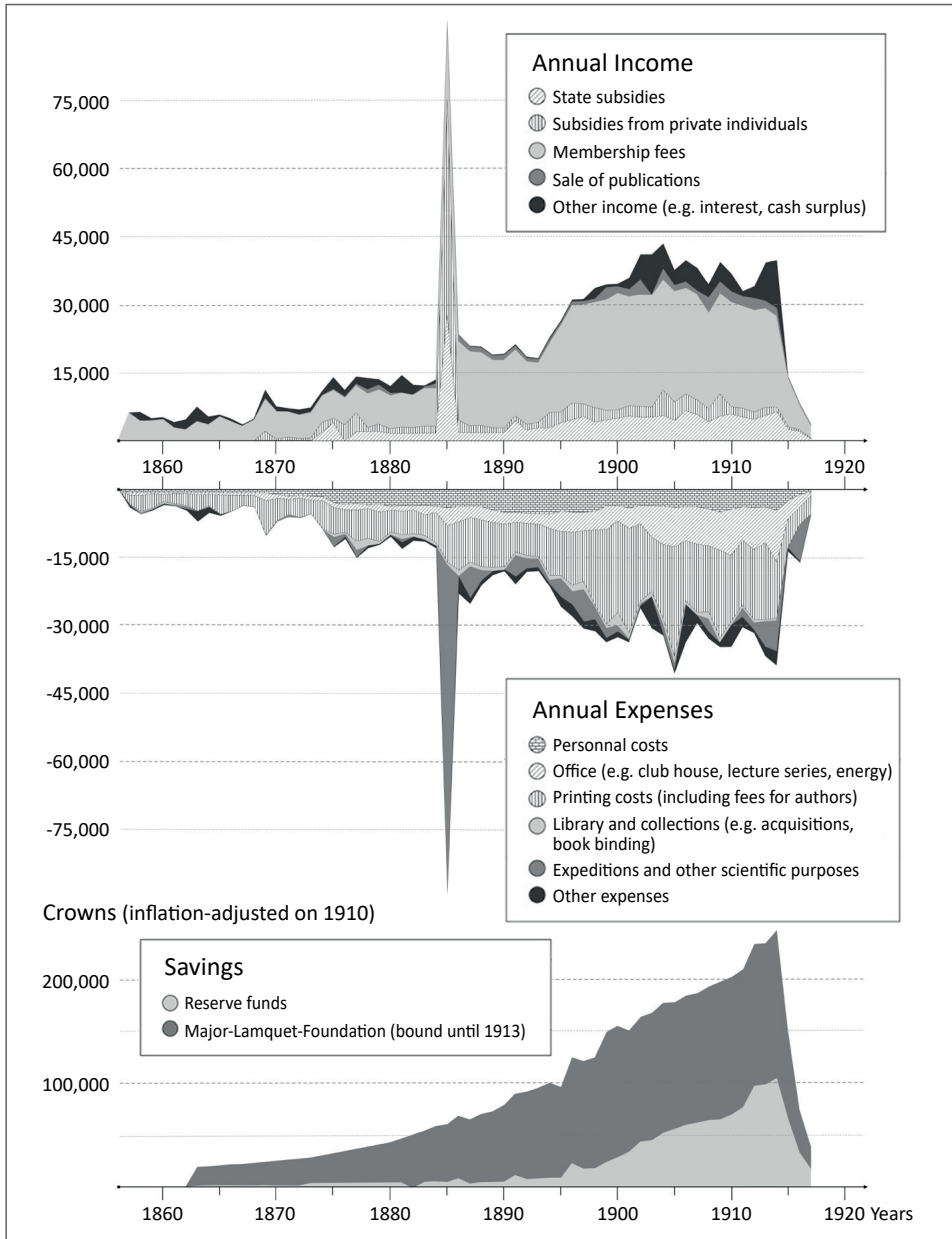 Annual Income
State subsidies
Subsidies from private individuals
Membership fees
Sale of publications
Other income (e.g. interest, cash surplus)
75,000
60,000
45,000
30,000
15,000
1860 1870 1880 1890 1900 1910 1920
-15,000
-30,000
-45,000
-60,000
-75,000
Annual Expenses
Personnal costs
Office (e.g. club house, lecture series, energy)
Printing costs (including fees for authors)
Library and collections (e.g. acquisitions,
book binding)
Expeditions and other scientific purposes
Other expenses
Crowns (inflation-adjusted on 1910)
Savings
Reserve funds
Major-Lamquet-Foundation (bound until 1913)
200,000
100,000
1860 1870 1880 1890 1900 1910 1920 Years